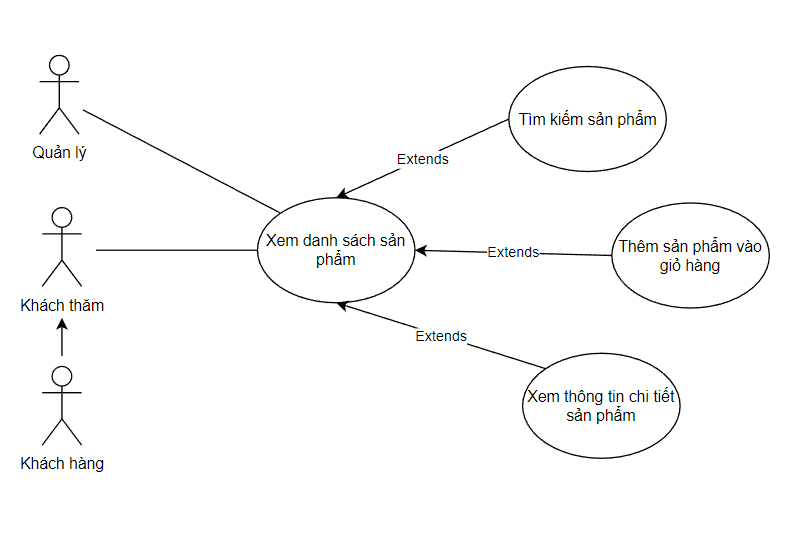 Quản lý
Khách thăm
Khách hàng
Xem danh sách sản
phẩm
Extends
Extends
Extends
Tìm kiếm sản phẩm
Thêm sản phẩm vào
giỏ hàng
Xem thông tin chi tiết
sản phẩm